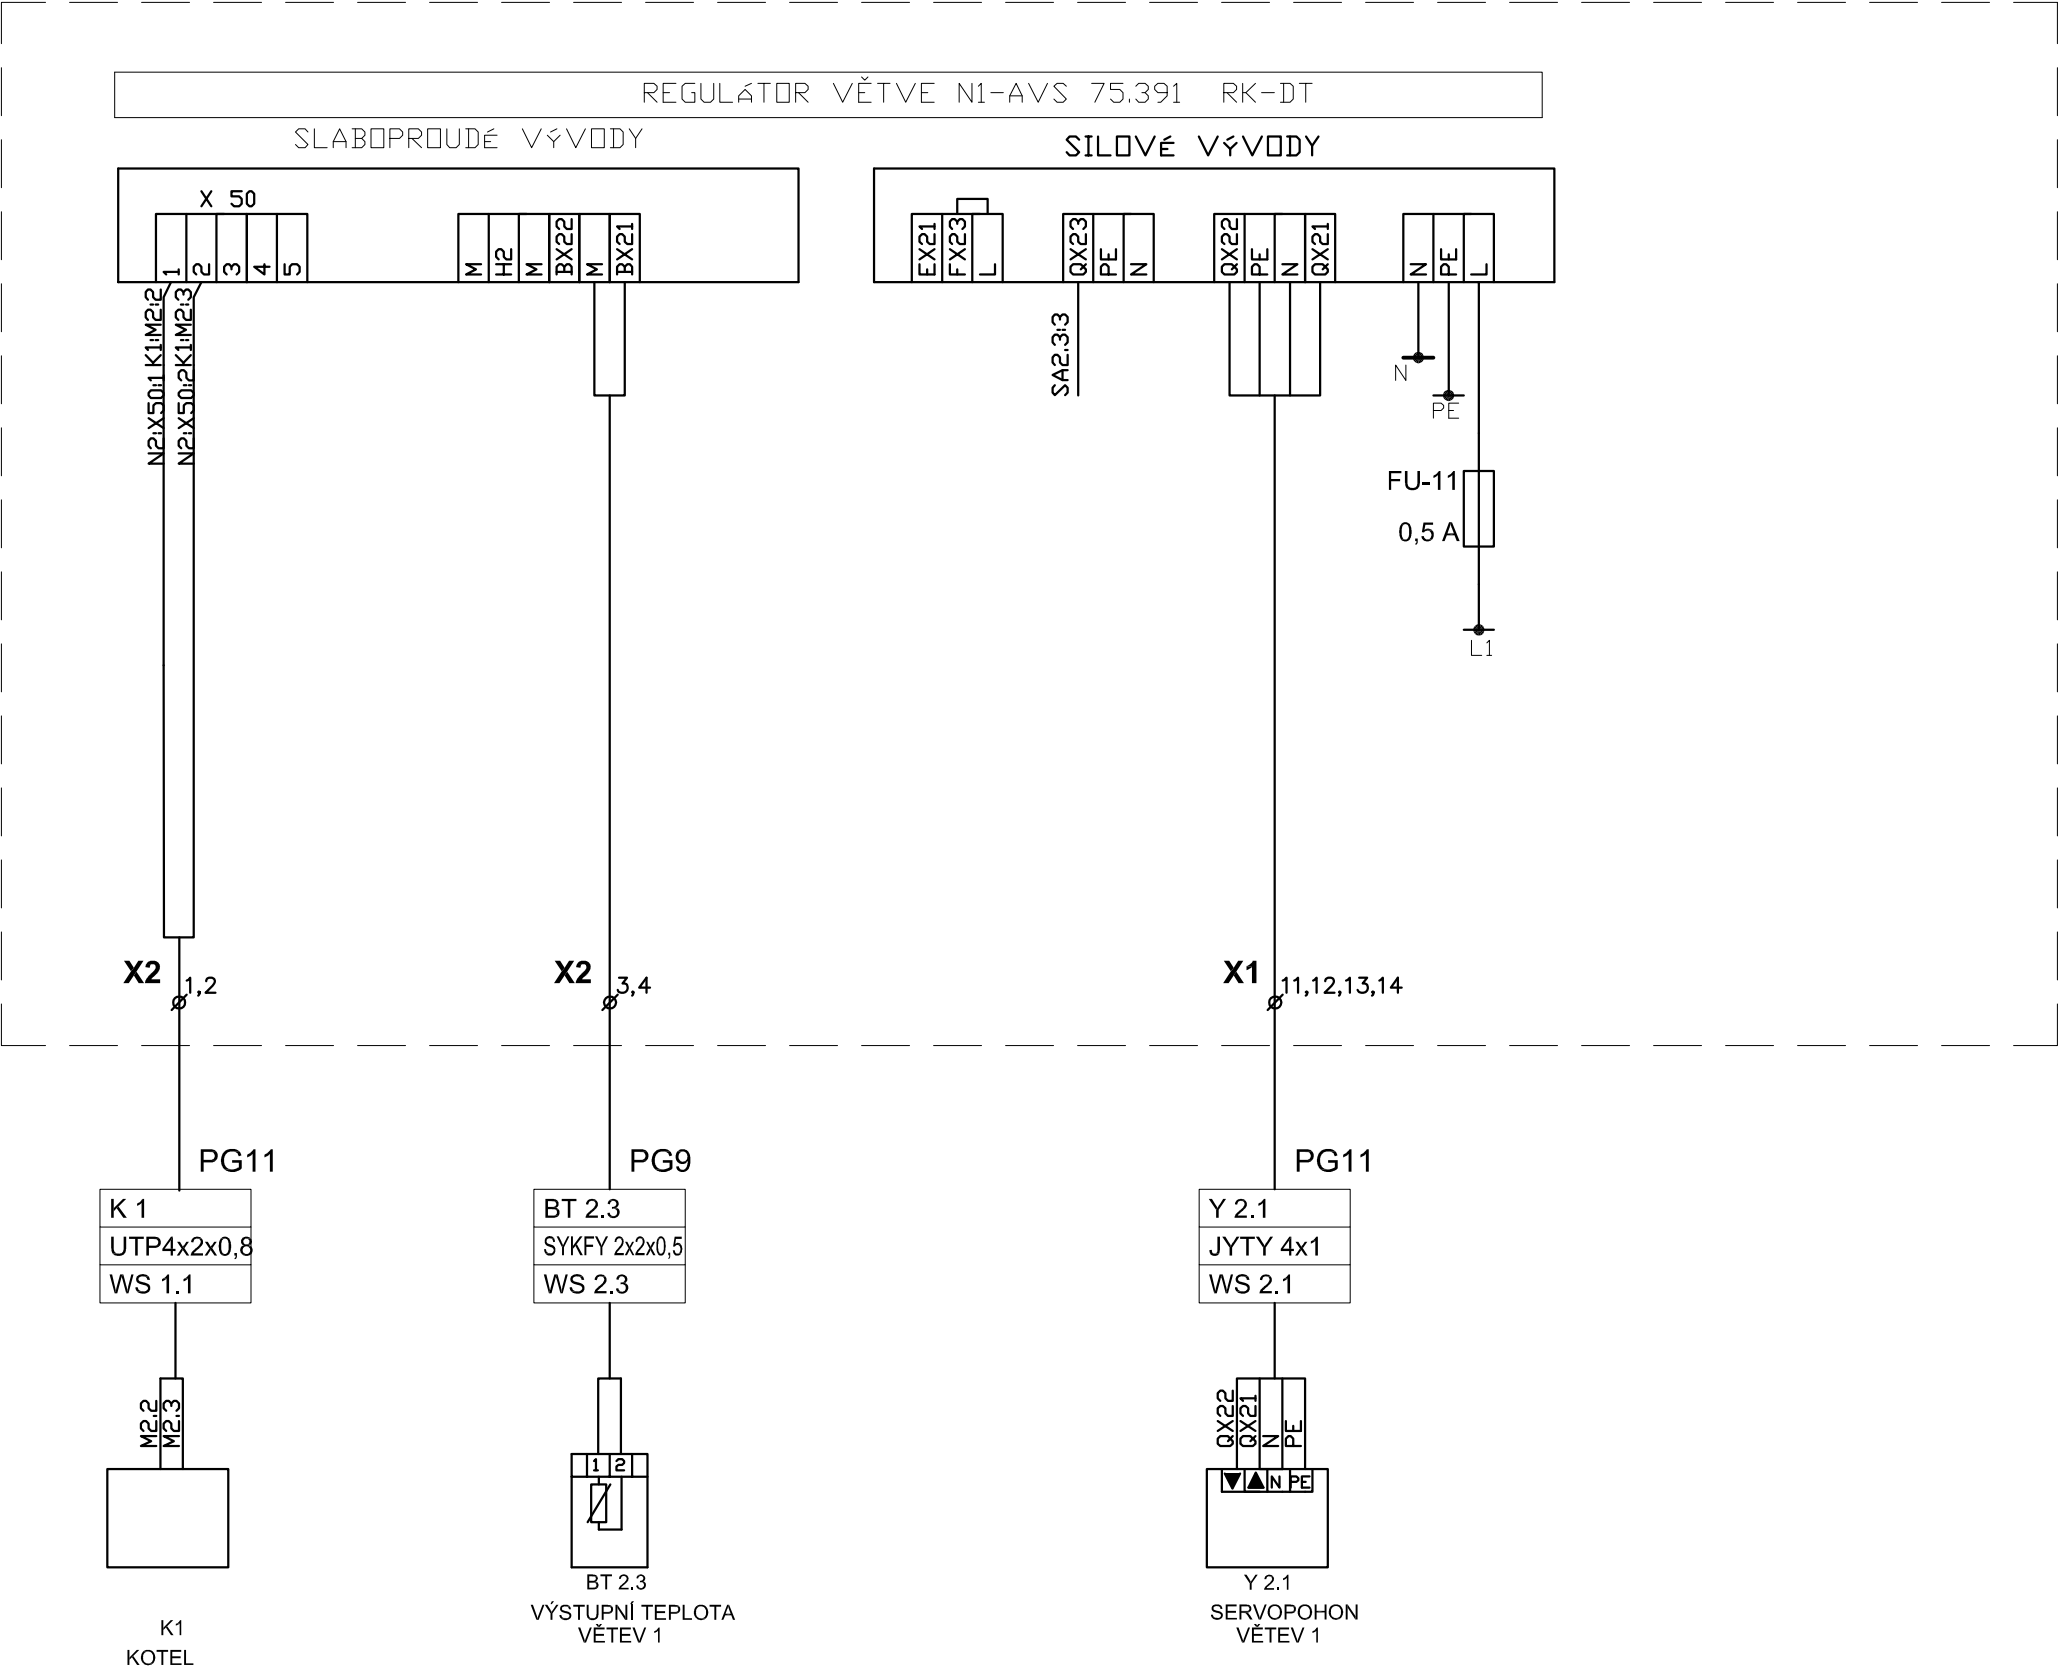 REGULáTOR VĚTVE N1-AVS 75.391 RK-DT
SLABOPROUDé VýVODY
SILOVé VýVODY
X 50
1 2 3 4 5
M H2 M BX22 M BX21
EX21 FX23 L
QX23 PE N
QX22 PE N QX21
N PE L
N2:X50:1 K1:M2:2
N2:X50:2 K1:M2:3
SA2.3:3
N
PE
FU-11
0,5 A
L1
X2
1,2
X2
3,4
X1
11,12,13,14
PG11
K 1
UTP4x2x0,8
WS 1.1
PG9
BT 2.3
SYKFY 2x2x0,5
WS 2.3
PG11
Y 2.1
JYTY 4x1
WS 2.1
M2.2
M2.3
1 2
QX22
QX21
N
PE
N PE
K1
KOTEL
BT 2.3
VÝSTUPNÍ TEPLOTA
VĚTEV 1
Y 2.1
SERVOPOHON
VĚTEV 1